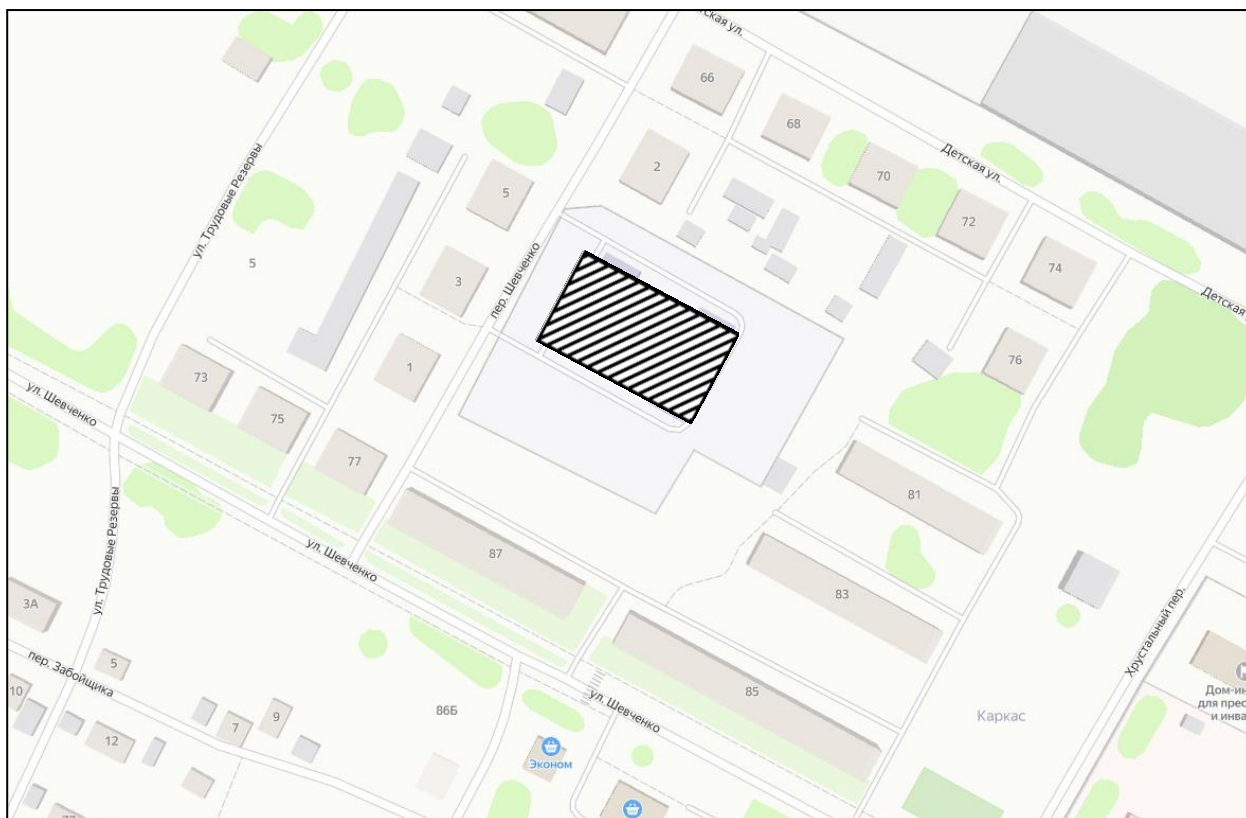 тская ул.
66
68
Детская ул.
70
72
2
5
ул. Трудовые Резервы
5
3
пер. Шевченко
74
Детская
76
1
73
75
77
ул. Шевченко
81
87
ул. Шевченко
83
ул. Трудовые Резервы
3А
пер. Забойщика
5
10
12
7
9
86Б
85
ул. Шевченко
Эконом
Каркас
Хрустальный пер.
Дом-ин
для прес
и инва